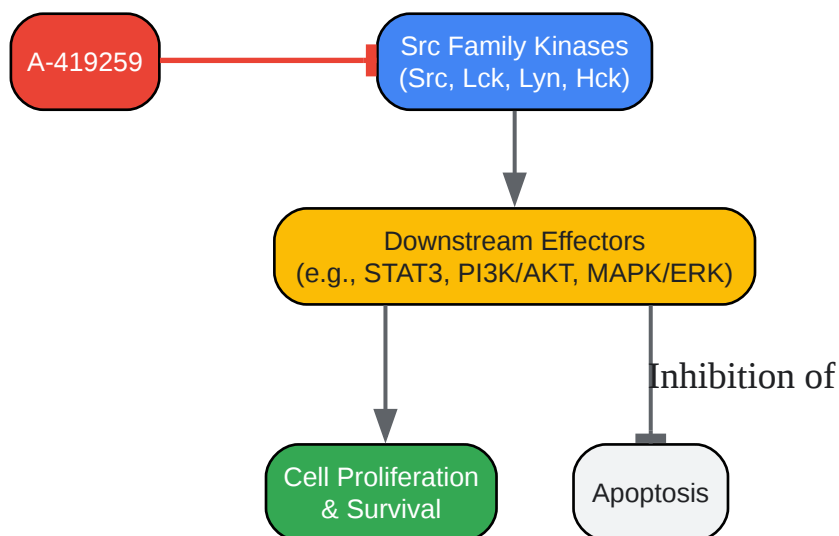 A-419259
Src Family Kinases
(Src, Lck, Lyn, Hck)
Downstream Effectors
(e.g., STAT3, PI3K/AKT, MAPK/ERK)
Inhibition of
Cell Proliferation
& Survival
Apoptosis